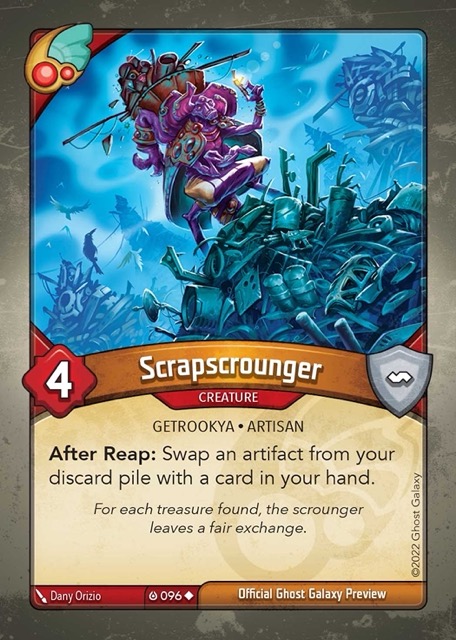 4
Scrapscrounger
CREATURE
GETROOKYA • ARTISAN
After Reap: Swap an artifact from your
discard pile with a card in your hand.
For each treasure found, the scrounger
leaves a fair exchange.
©2022 Ghost Galaxy
Dany Orizio
096
Official Ghost Galaxy Preview